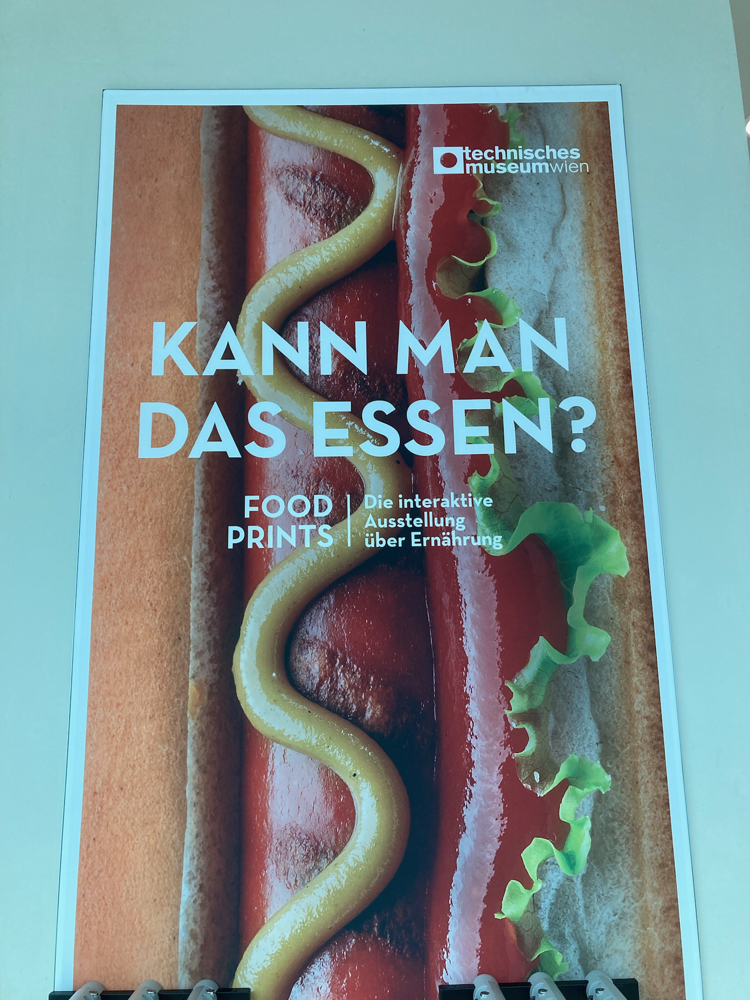 technisches
museumwien
KANN MAN
DAS ESSEN?
FOOD
PRINTS
Die interaktive
Ausstellung
über Ernährung